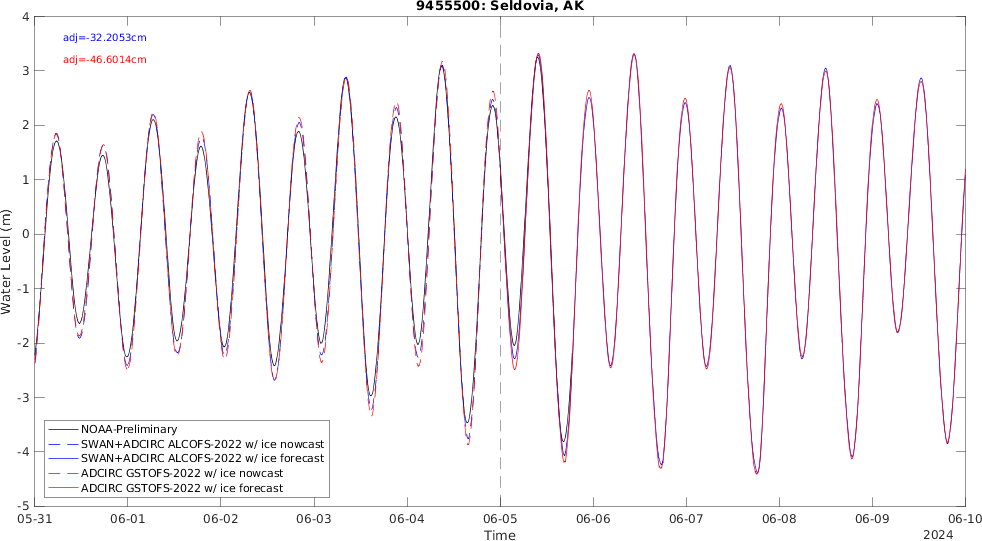 9455500: Seldovia, AK
adj=-32.2053cm
adj=-46.6014cm
4
3
2
1
0
-1
-2
-3
-4
-5
Water Level (m)
NOAA-Preliminary
SWAN+ADCIRC ALCOFS-2022 w/ ice nowcast
SWAN+ADCIRC ALCOFS-2022 w/ ice forecast
ADCIRC GSTOFS-2022 w/ ice nowcast
ADCIRC GSTOFS-2022 w/ ice forecast
05-31 06-01 06-02 06-03 06-04 06-05 06-06 06-07 06-08 06-09 06-10
Time
2024